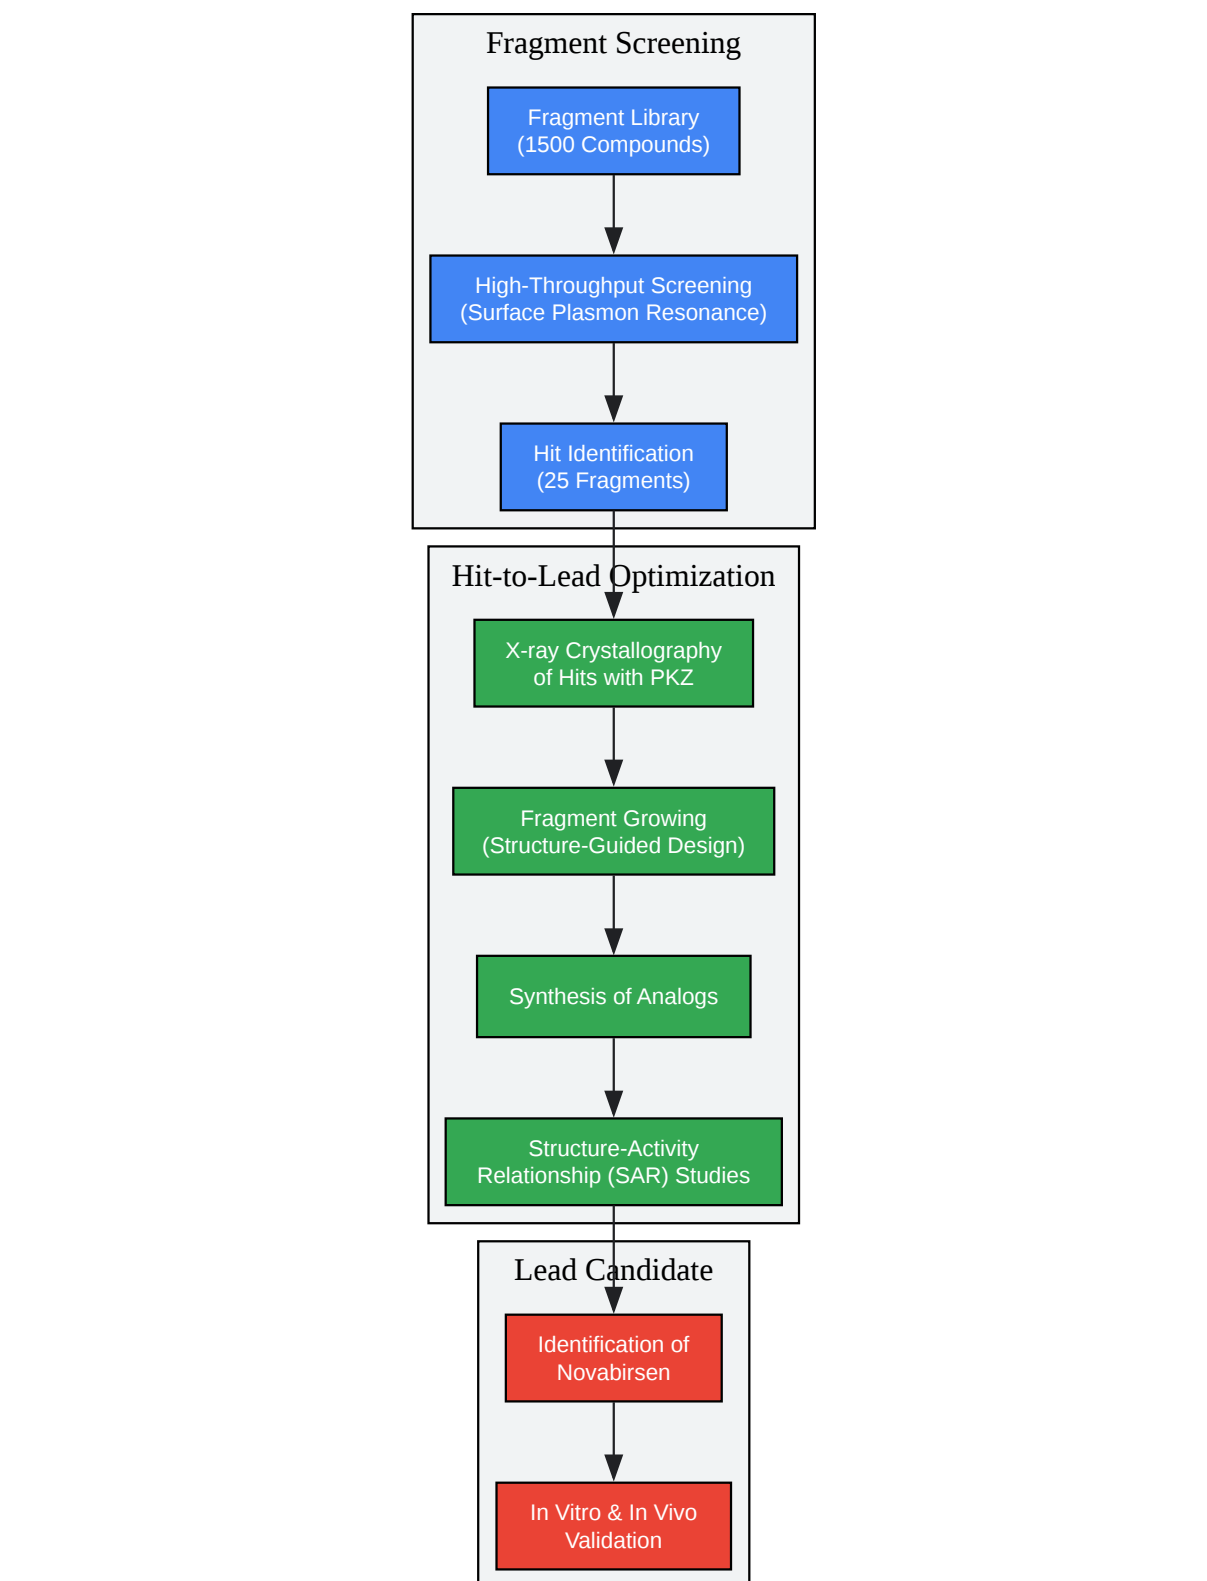 Fragment Screening
Fragment Library
(1500 Compounds)
High-Throughput Screening
(Surface Plasmon Resonance)
Hit Identification
(25 Fragments)
Hit-to-Lead Optimization
X-ray Crystallography
of Hits with PKZ
Fragment Growing
(Structure-Guided Design)
Synthesis of Analogs
Structure-Activity
Relationship (SAR) Studies
Lead Candidate
Identification of
Novabirsen
In Vitro & In Vivo
Validation